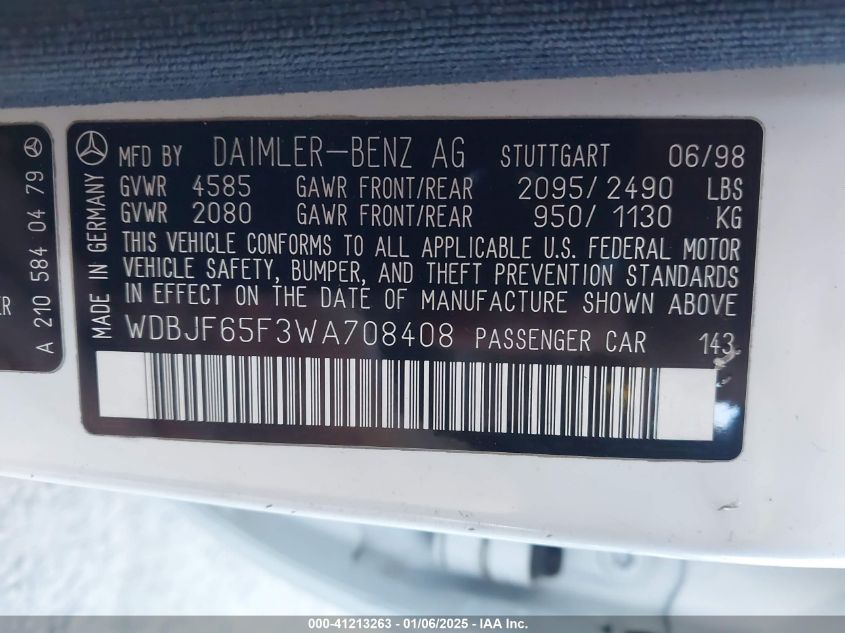 ER
A 210 584 04 79
MADE IN GERMANY
MFD BY DAIMLER-BENZ AG STUTTGART 06/98
GVWR 4585 GAWR FRONT/REAR 2095/2490 LBS
GVWR 2080 GAWR FRONT/REAR 950/1130 KG
THIS VEHICLE CONFORMS TO ALL APPLICABLE U.S. FEDERAL MOTOR
VEHICLE SAFETY, BUMPER, AND THEFT PREVENTION STANDARDS
IN EFFECT ON THE DATE OF MANUFACTURE SHOWN ABOVE
WDBJF65F3WA708408 PASSENGER CAR 143
000-41213263 - 01/06/2025 - IAA Inc.